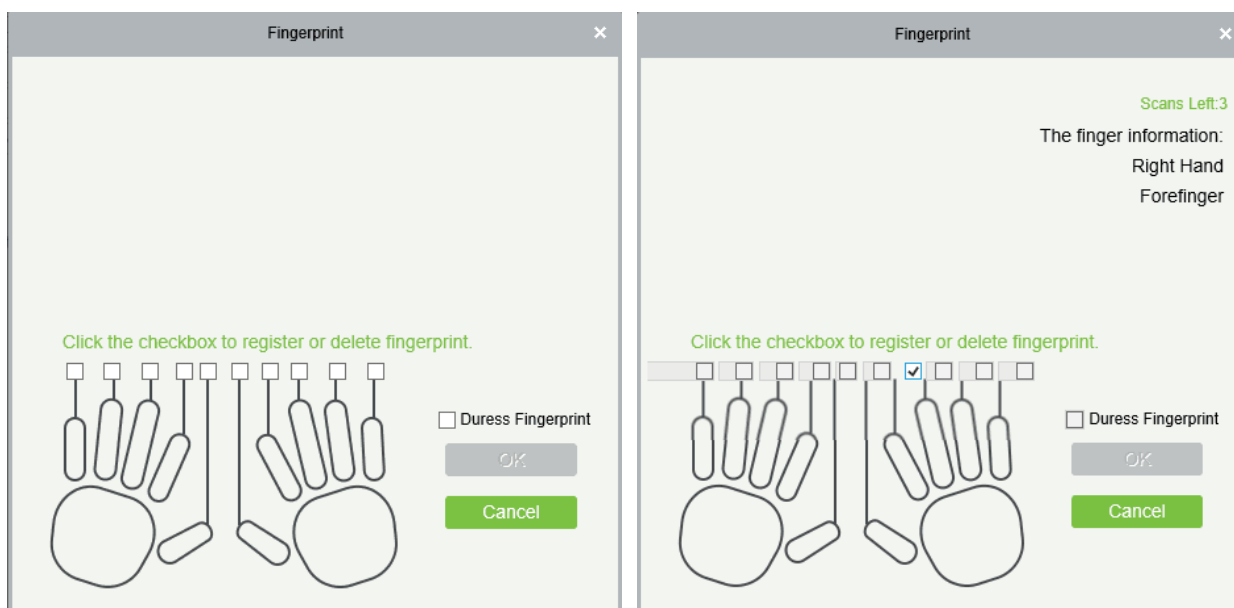 Fingerprint
Click the checkbox to register or delete fingerprint.
Duress Fingerprint
OK
Cancel
Fingerprint
Scans Left:3
The finger information:
Right Hand
Forefinger
Click the checkbox to register or delete fingerprint.
Duress Fingerprint
OK
Cancel